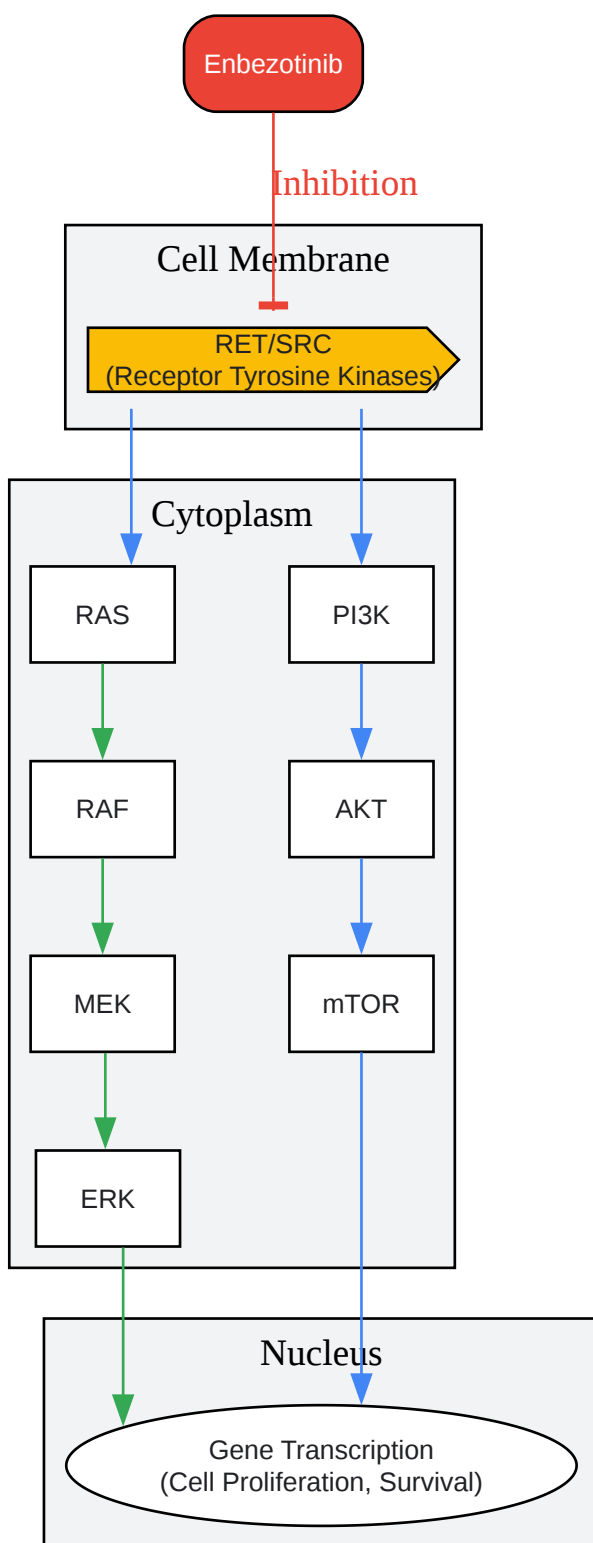 Enbezotinib
Inhibition
Cell Membrane
RET/SRC
(Receptor Tyrosine Kinases)
Cytoplasm
RAS
PI3K
RAF
AKT
MEK
mTOR
ERK
Nucleus
Gene Transcription
(Cell Proliferation, Survival)